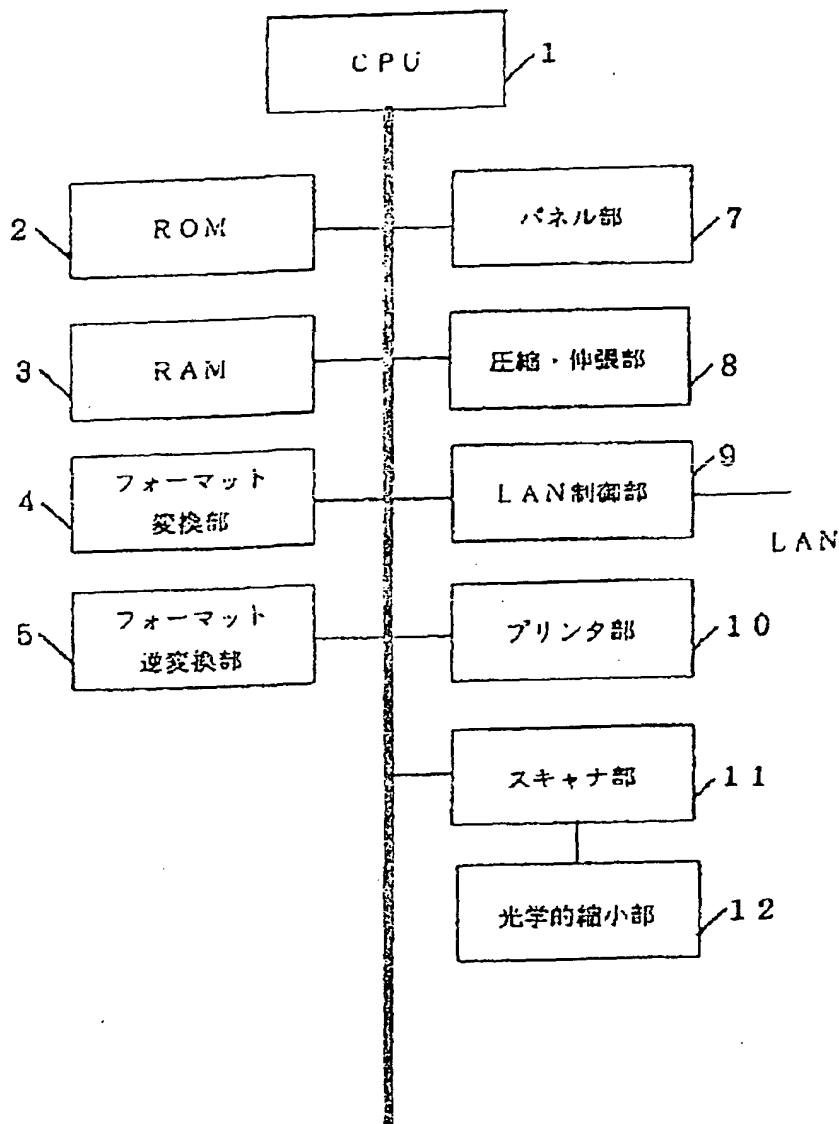 CPU
1
ROM
2
パネル部
7
RAM
3
圧縮・伸張部
8
フォーマット
変換部
4
LAN制御部
9
LAN
フォーマット
逆変換部
5
プリンタ部
10
スキャナ部
11
光学的縮小部
12